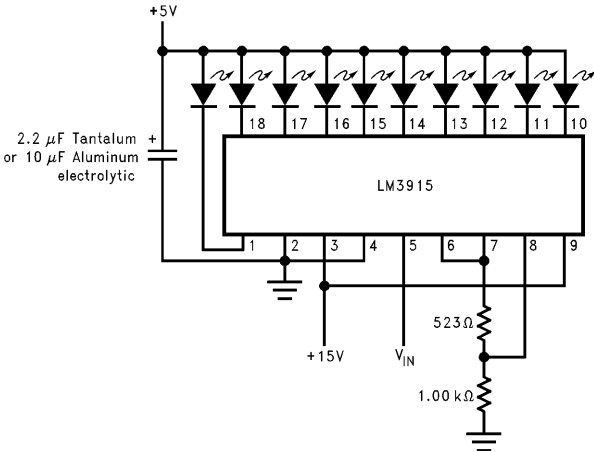 +5V
18 17 16 15 14 13 12 11 10
2.2 μF Tantalum +
or 10 μF Aluminum
electrolytic
LM3915
1 2 3 4 5 6 7 8 9
523Ω
+15V
VIN
1.00 kΩ